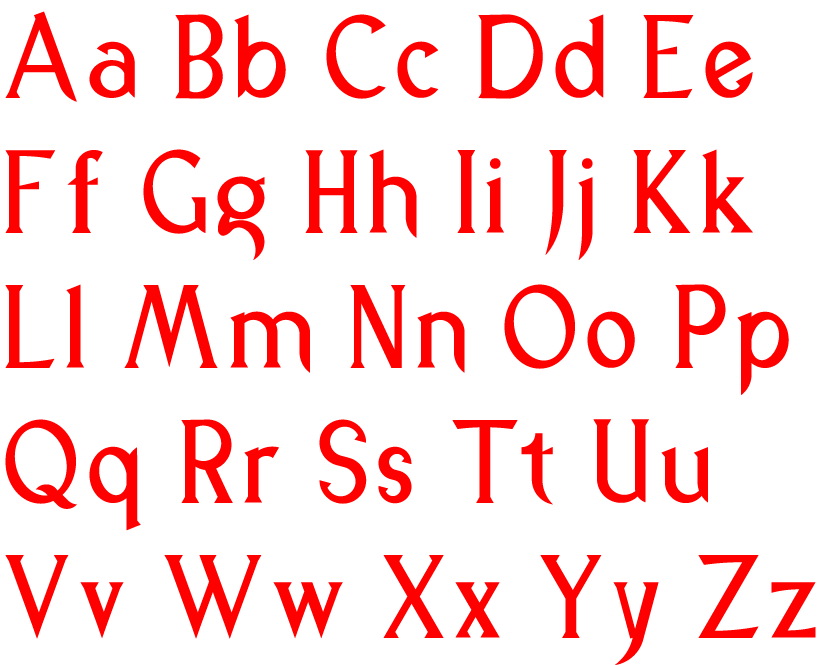 Aa Bb Cc Dd Ee
Ff Gg Hh Ii Jj Kk
Ll Mm Nn Oo Pp
Qq Rr Ss Tt Uu
Vv Ww Xx Yy Zz